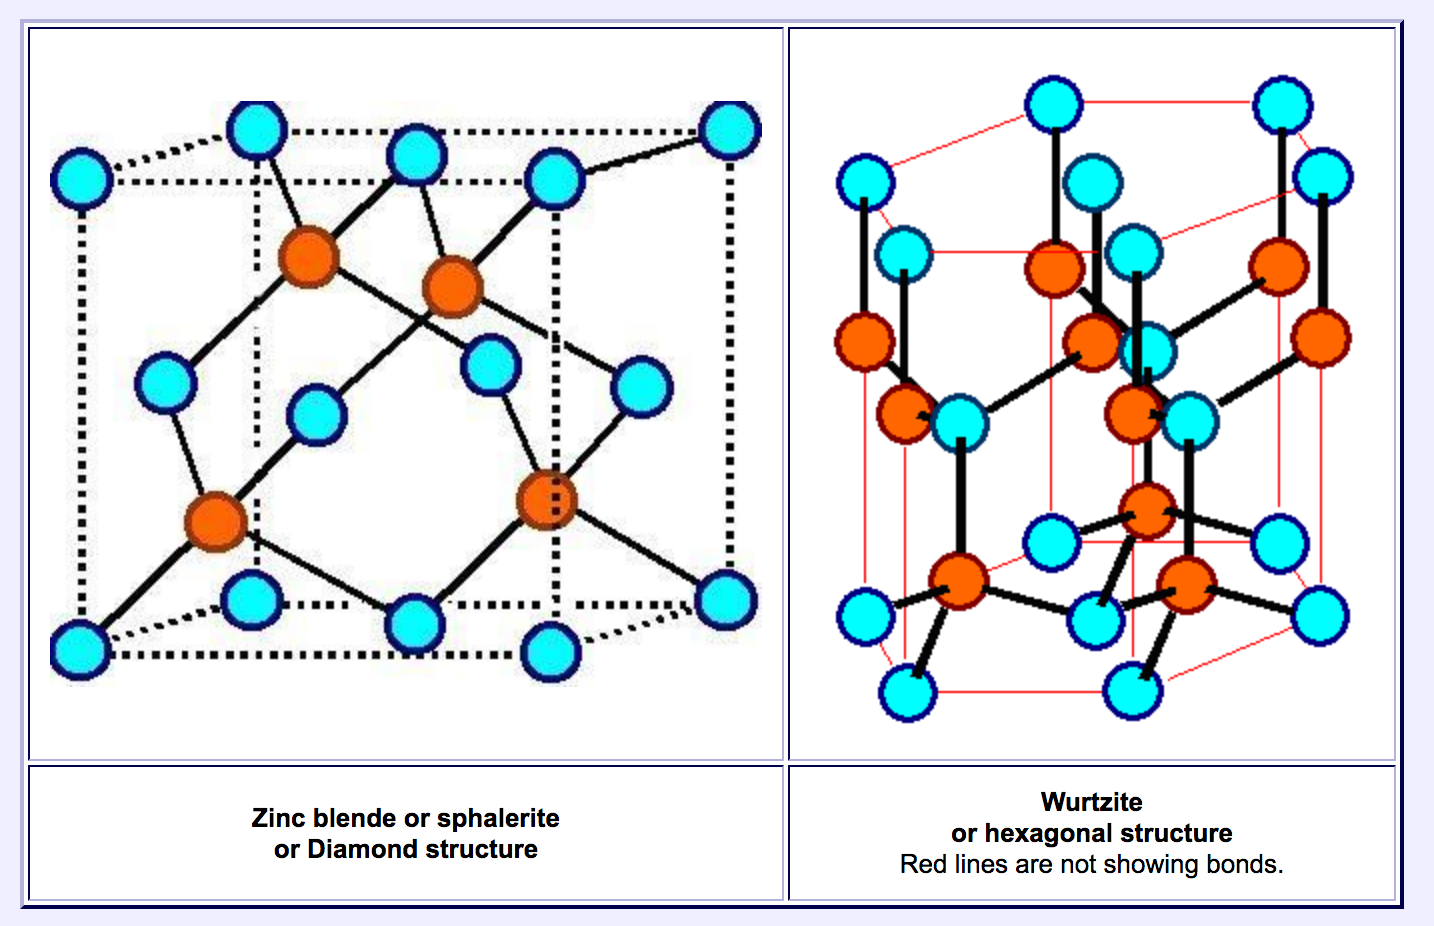 Zinc blende or sphalerite
or Diamond structure
Wurtzite
or hexagonal structure
Red lines are not showing bonds.